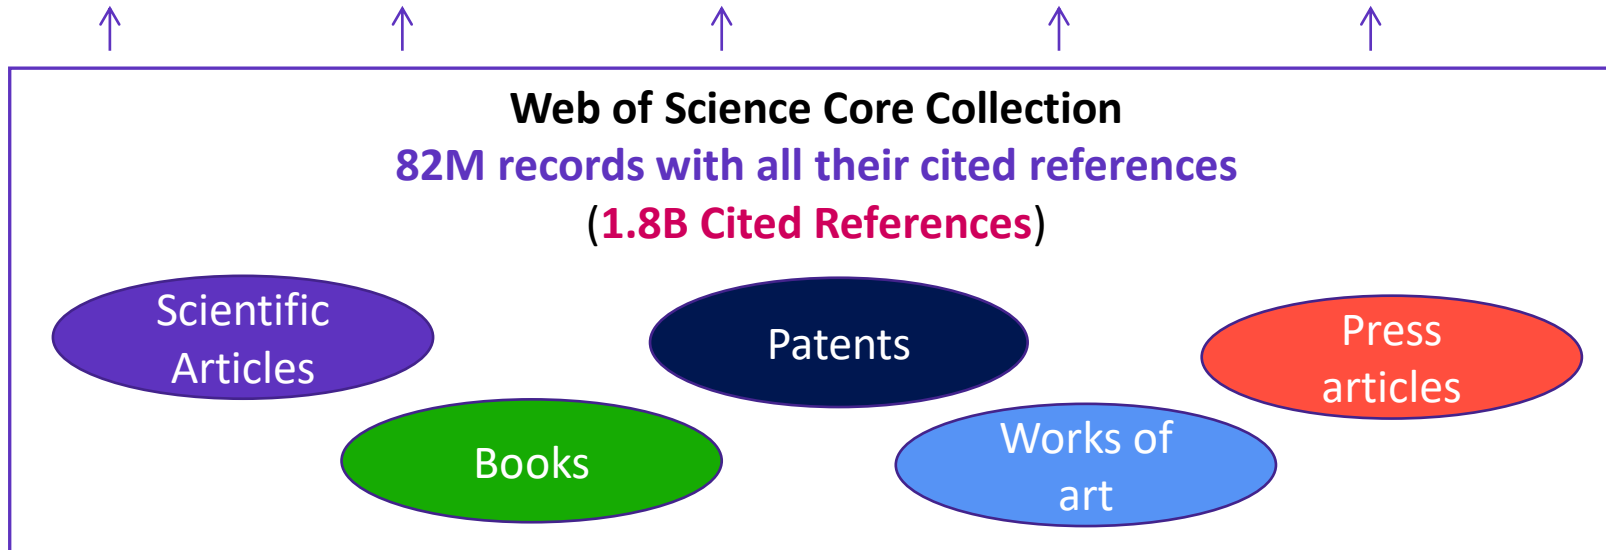 Web of Science Core Collection
82M records with all their cited references
(1.8B Cited References)
Scientific
Articles
Patents
Press
articles
Books
Works of
art